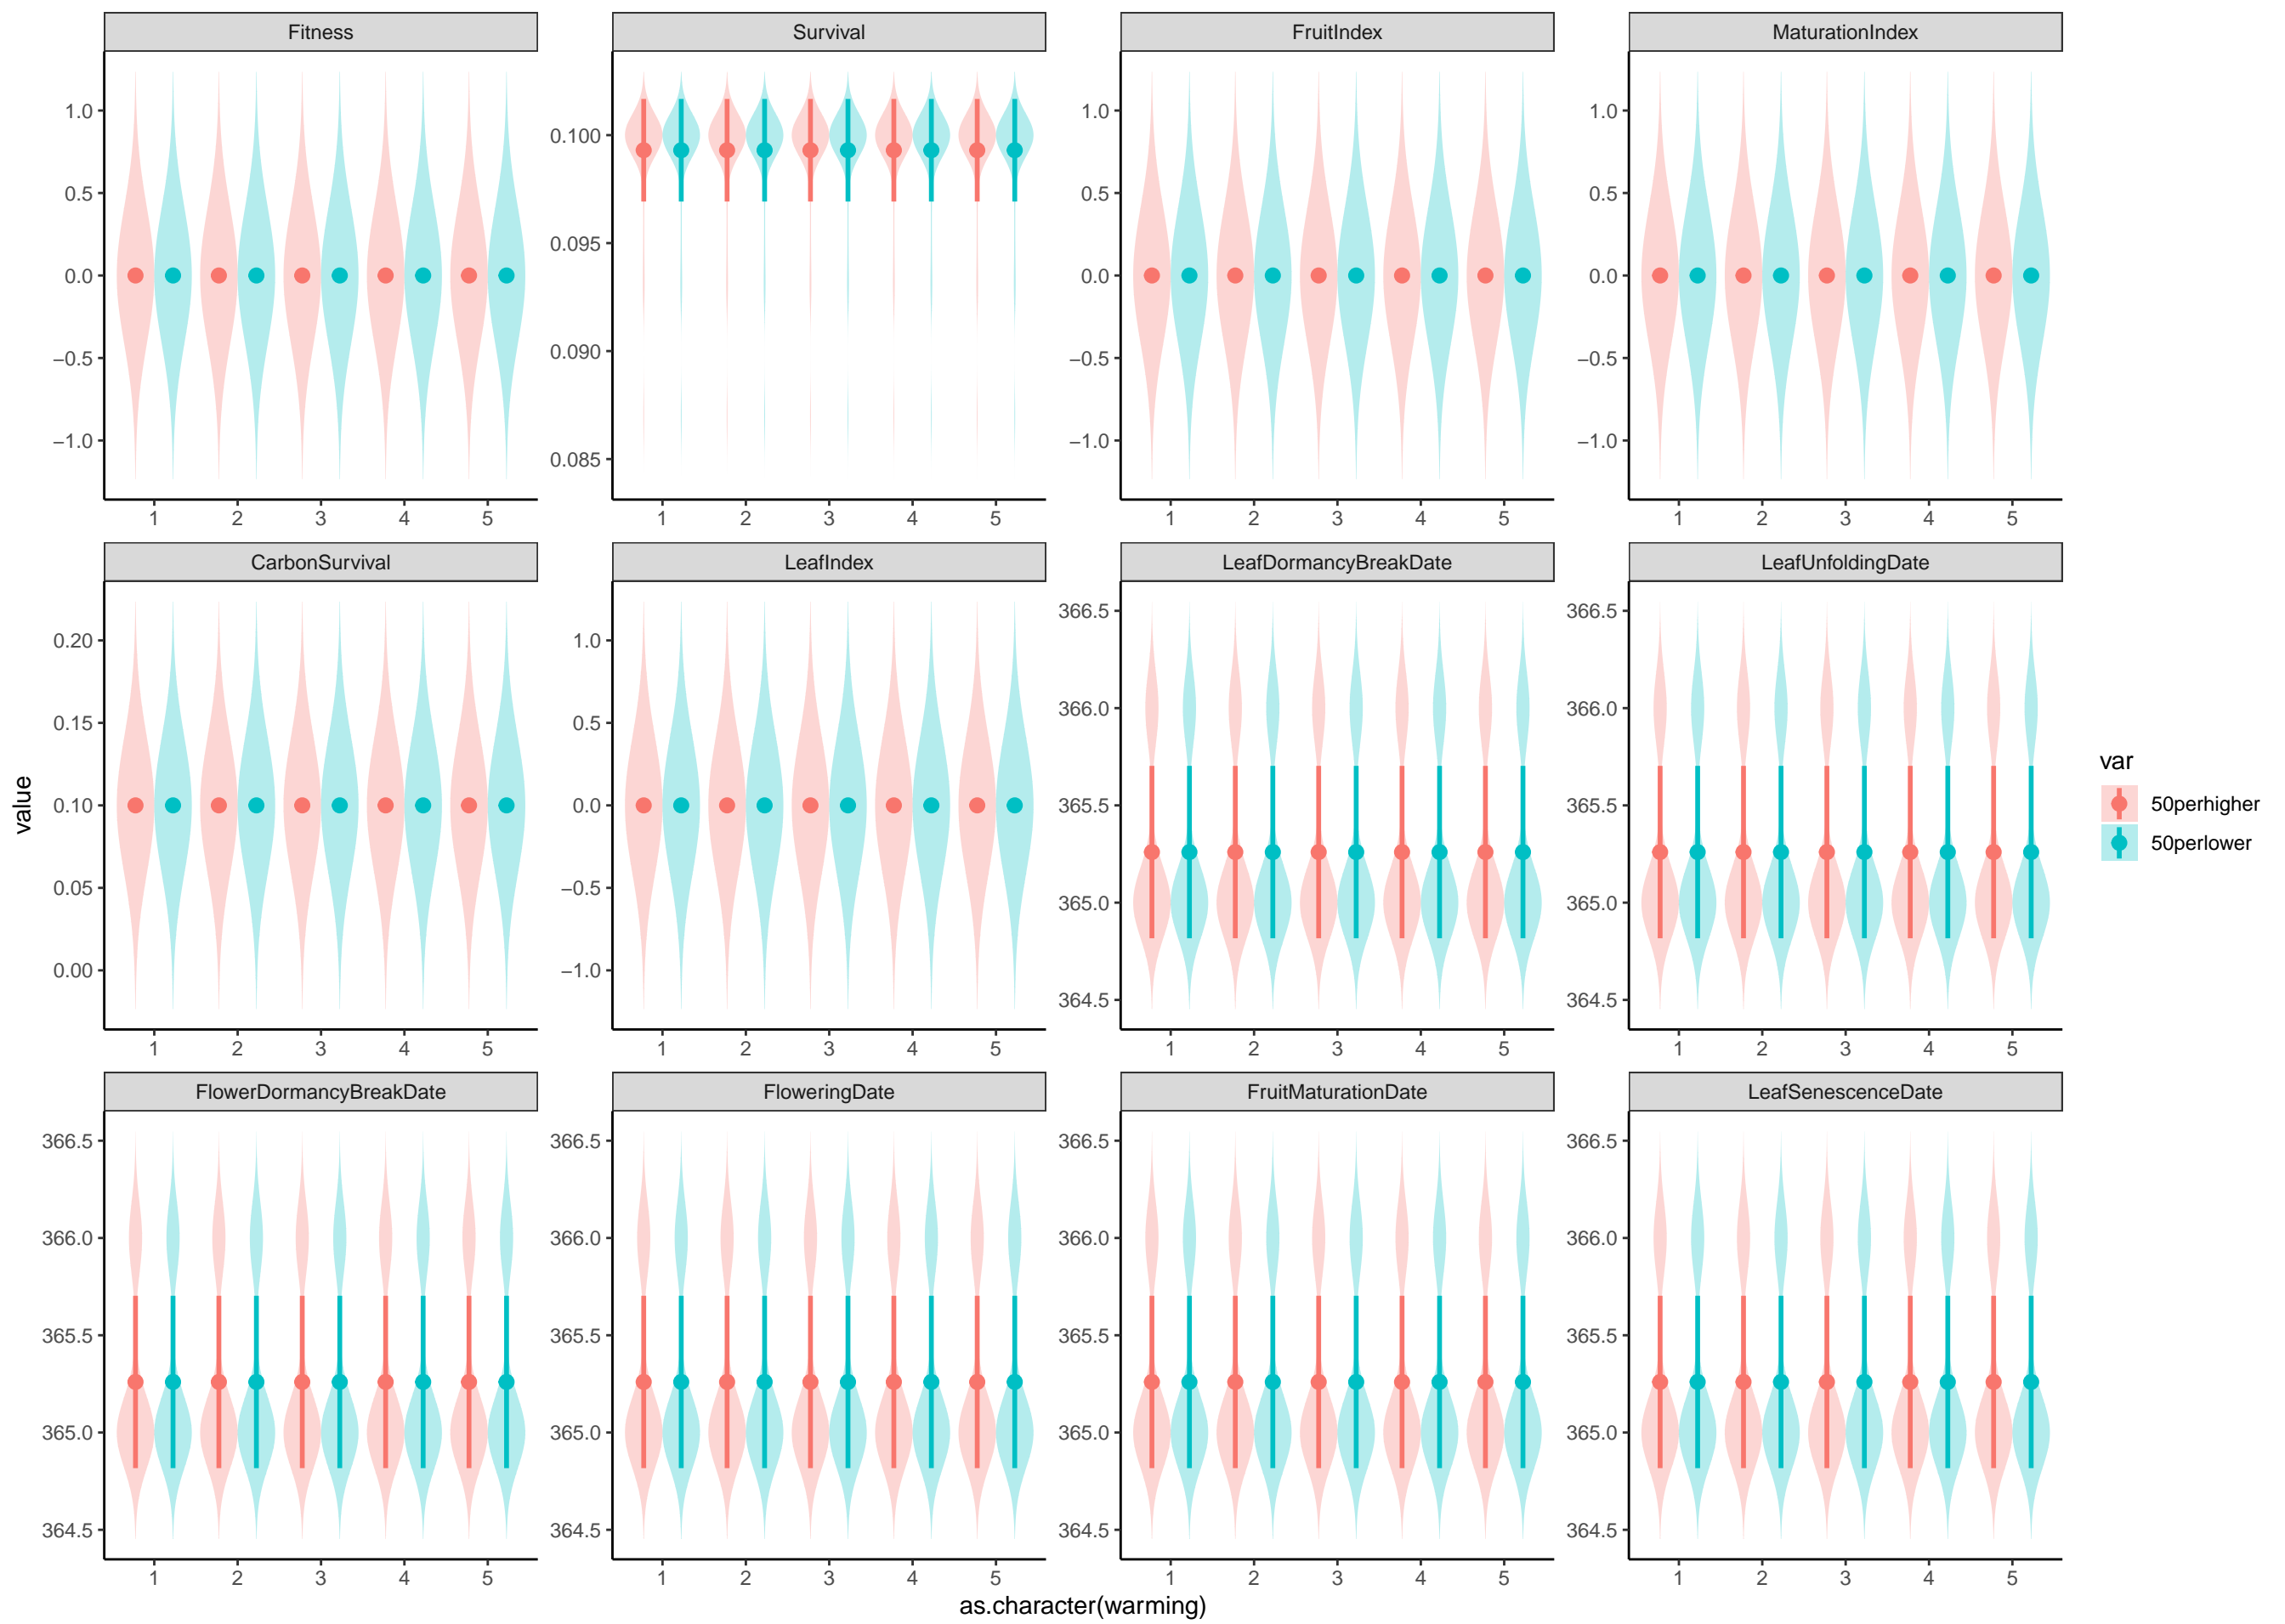 Fitness Survival FruitIndex MaturationIndex
1.0 0.5 0.0 −0.5 −1.0
0.100 0.095 0.090 0.085
1.0 0.5 0.0 −0.5 −1.0
1.0 0.5 0.0 −0.5 −1.0
1 2 3 4 5 1 2 3 4 5 1 2 3 4 5 1 2 3 4 5
CarbonSurvival LeafIndex LeafDormancyBreakDate LeafUnfoldingDate
0.20 0.15 0.10 0.05 0.00
1.0 0.5 0.0 −0.5 −1.0
366.5 366.0 365.5 365.0 364.5
366.5 366.0 365.5 365.0 364.5
1 2 3 4 5 1 2 3 4 5 1 2 3 4 5 1 2 3 4 5
FlowerDormancyBreakDate FloweringDate FruitMaturationDate LeafSenescenceDate
366.5 366.0 365.5 365.0 364.5
366.5 366.0 365.5 365.0 364.5
366.5 366.0 365.5 365.0 364.5
366.5 366.0 365.5 365.0 364.5
1 2 3 4 5 1 2 3 4 5 1 2 3 4 5 1 2 3 4 5
value
as.character(warming)
var
50perhigher
50perlower